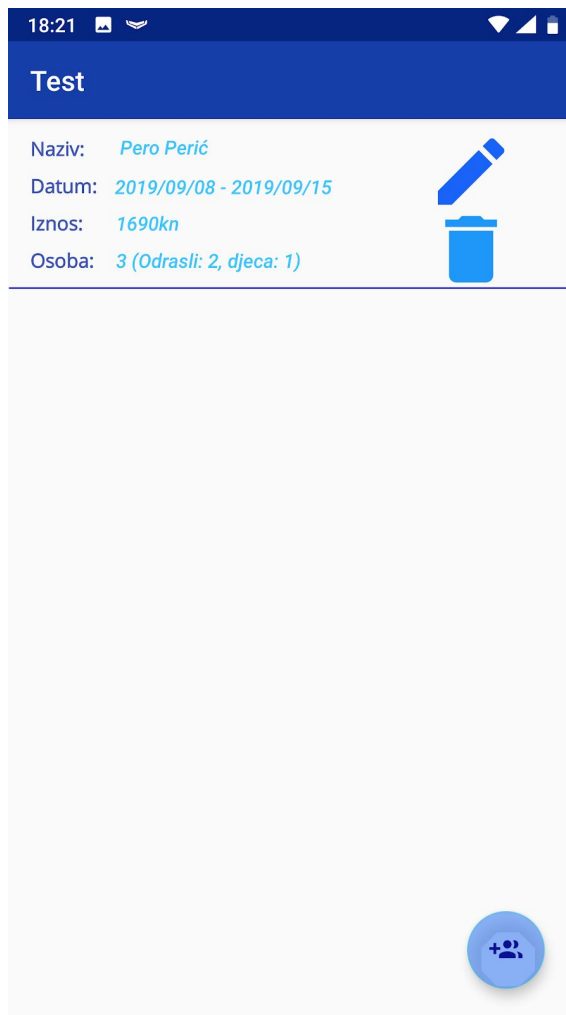 18:21
Test
Naziv: Pero Perić
Datum: 2019/09/08 - 2019/09/15
Iznos: 1690kn
Osoba: 3 (Odrasli: 2, djeca: 1)